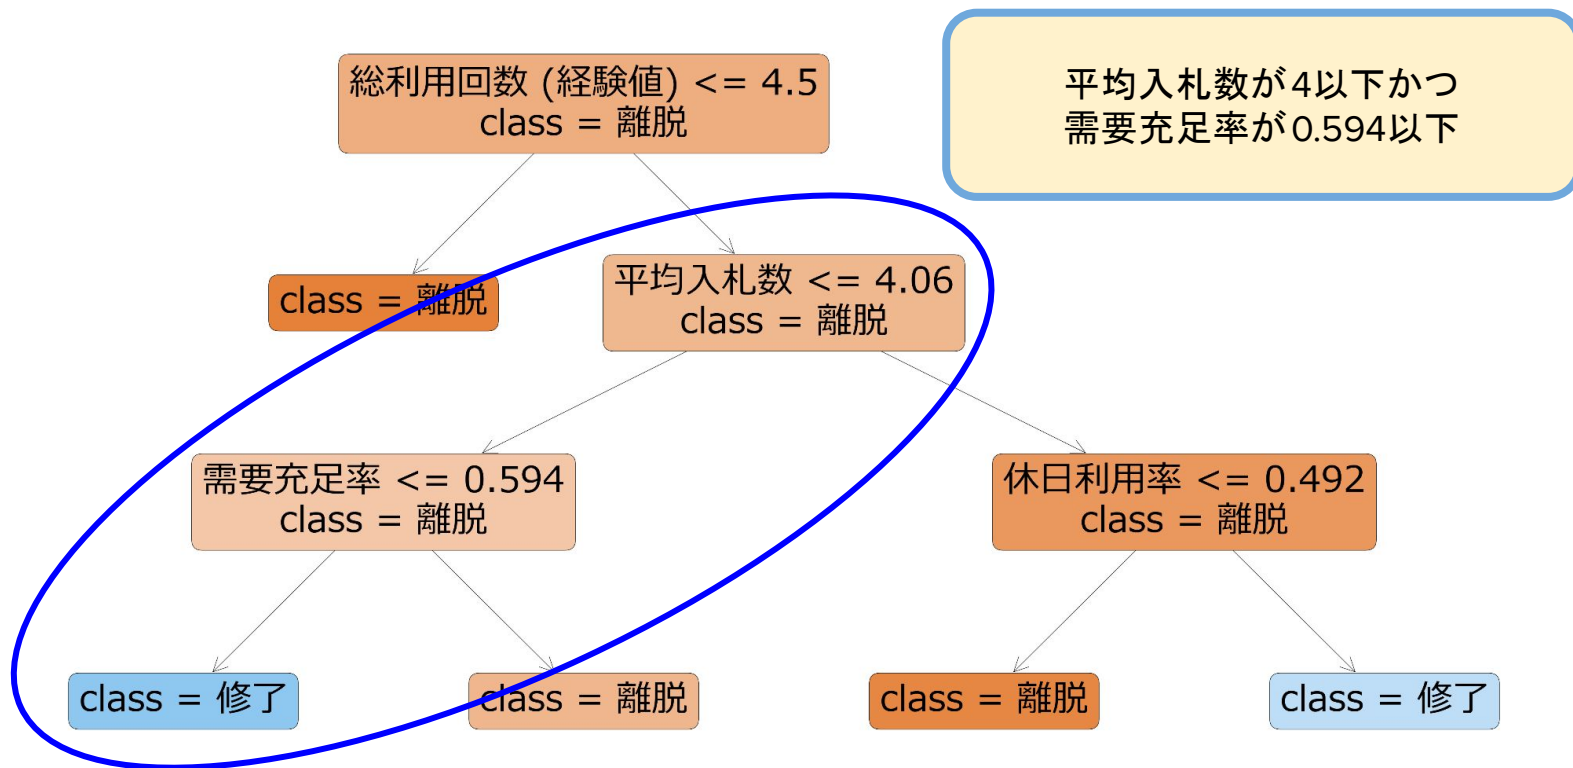 総利用回数 (経験値) <= 4.5
class = 離脱
平均入札数が4以下かつ
需要充足率が0.594以下
class = 離脱
平均入札数 <= 4.06
class = 離脱
需要充足率 <= 0.594
class = 離脱
休日利用率 <= 0.492
class = 離脱
class = 修了
class = 離脱
class = 離脱
class = 修了